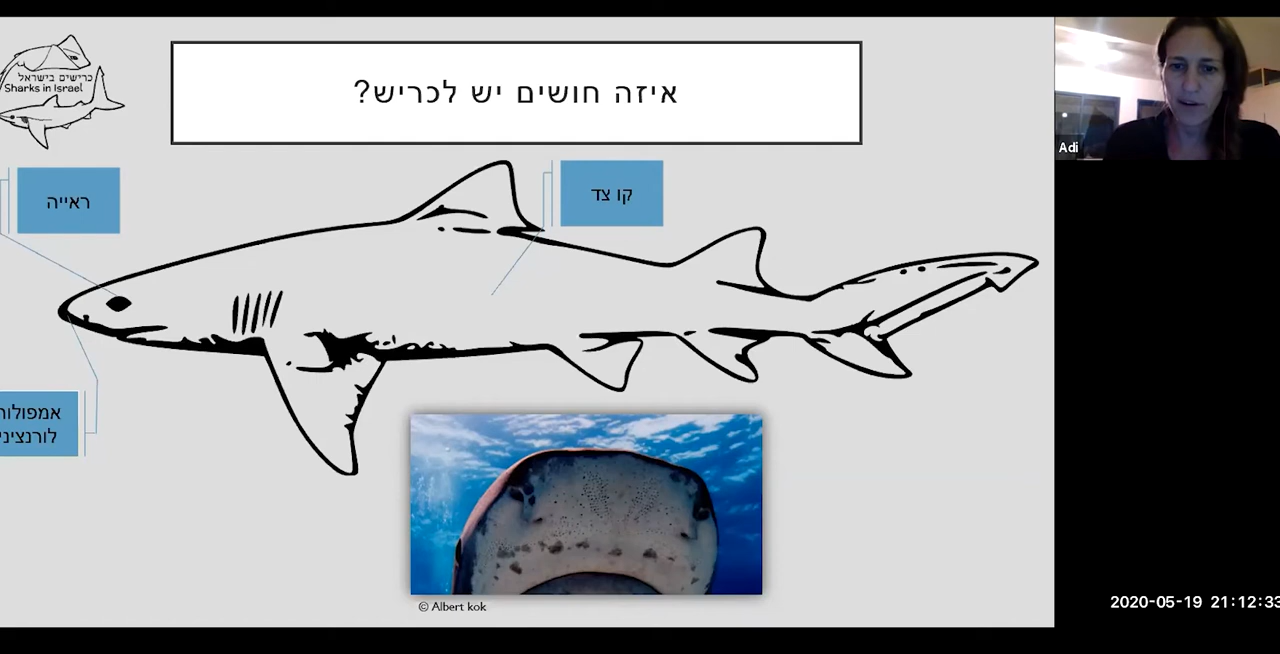 איזה חושים יש לכריש?
כרישים בישראל
Sharks in Israel
Adi
קו צד
ראייה
© Albert kok
2020-05-19 21:12:33